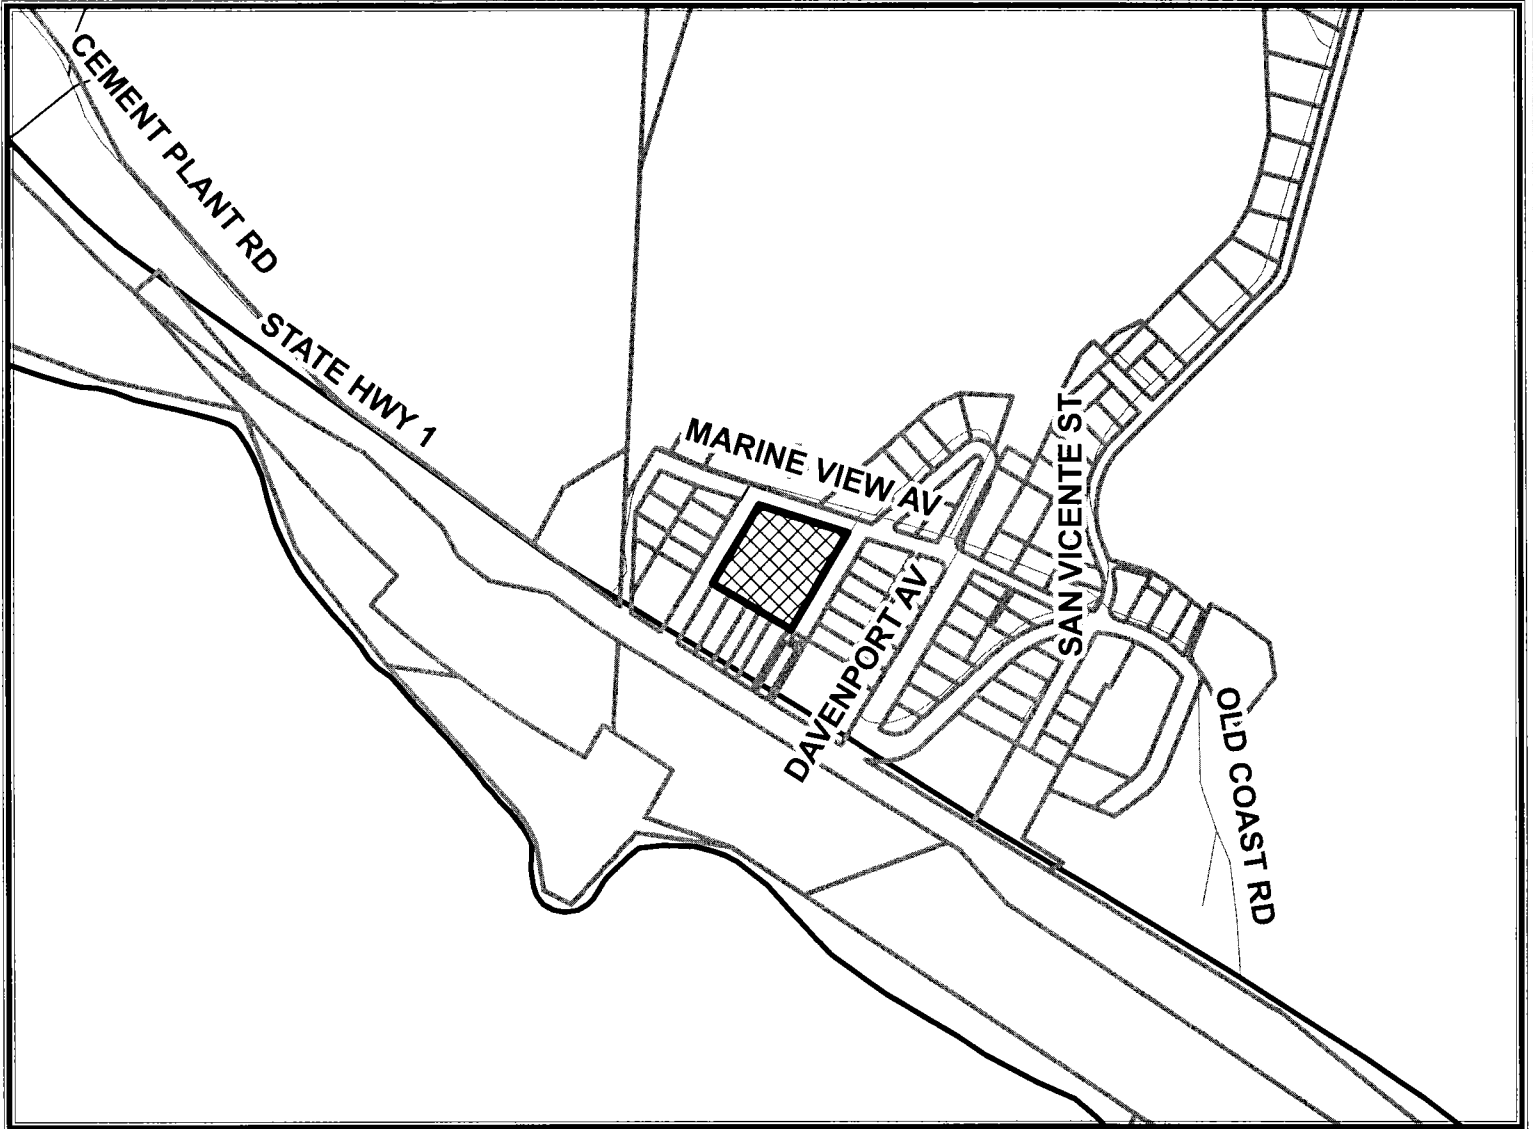 CEMENT PLANT RD
STATE HWY 1
MARINE VIEW AV
SAN VICENTE ST
DAVENPORT AV
OLD COAST RD